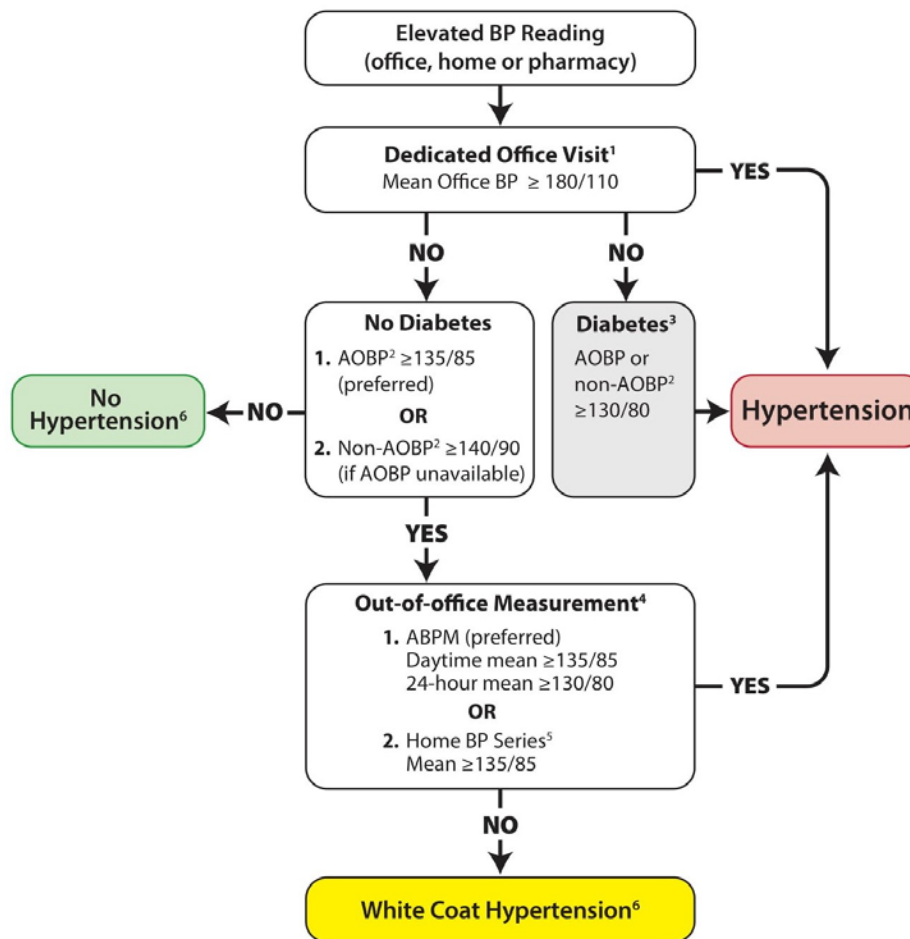 Elevated BP Reading
(office, home or pharmacy)
Dedicated Office Visit¹
Mean Office BP ≥ 180/110
YES
NO
NO
No Diabetes
1. AOBP² ≥135/85
(preferred)
OR
2. Non-AOBP² ≥140/90
(if AOBP unavailable)
Diabetes³
AOBP or
non-AOBP²
≥130/80
No
Hypertension⁶
NO
Hypertension
YES
Out-of-office Measurement⁴
1. ABPM (preferred)
Daytime mean ≥135/85
24-hour mean ≥130/80
OR
2. Home BP Series⁵
Mean ≥135/85
YES
NO
White Coat Hypertension⁶